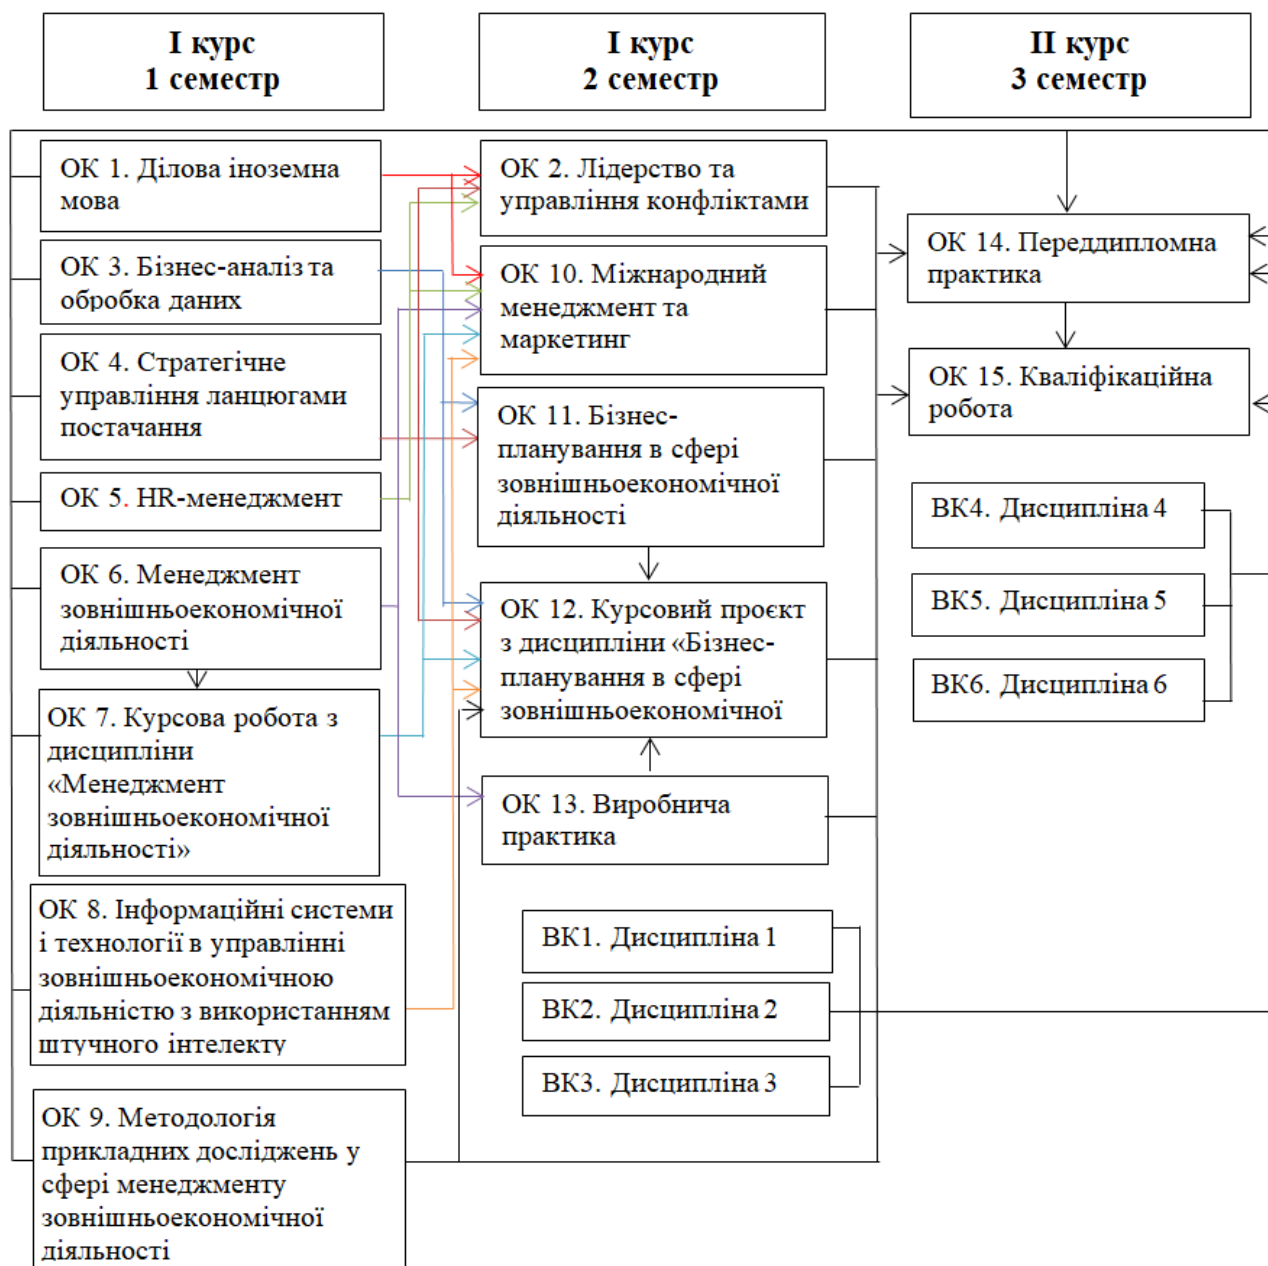 І курс
1 семестр
ОК 1. Ділова іноземна
мова
ОК 3. Бізнес-аналіз та
обробка даних
ОК 4. Стратегічне
управління ланцюгами
постачання
ОК 5. HR-менеджмент
ОК 6. Менеджмент
зовнішньоекономічної
діяльності
ОК 7. Курсова робота з
дисципліни
«Менеджмент
зовнішньоекономічної
діяльності»
ОК 8. Інформаційні системи
і технології в управлінні
зовнішньоекономічною
діяльністю з використанням
штучного інтелекту
ОК 9. Методологія
прикладних досліджень у
сфері менеджменту
зовнішньоекономічної
діяльності
І курс
2 семестр
ОК 2. Лідерство та
управління конфліктами
ОК 10. Міжнародний
менеджмент та
маркетинг
ОК 11. Бізнес-
планування в сфері
зовнішньоекономічної
діяльності
ОК 12. Курсовий проєкт
з дисципліни «Бізнес-
планування в сфері
зовнішньоекономічної
ОК 13. Виробнича
практика
ВК1. Дисципліна 1
ВК2. Дисципліна 2
ВК3. Дисципліна 3
ІІ курс
3 семестр
ОК 14. Переддипломна
практика
ОК 15. Кваліфікаційна
робота
ВК4. Дисципліна 4
ВК5. Дисципліна 5
ВК6. Дисципліна 6